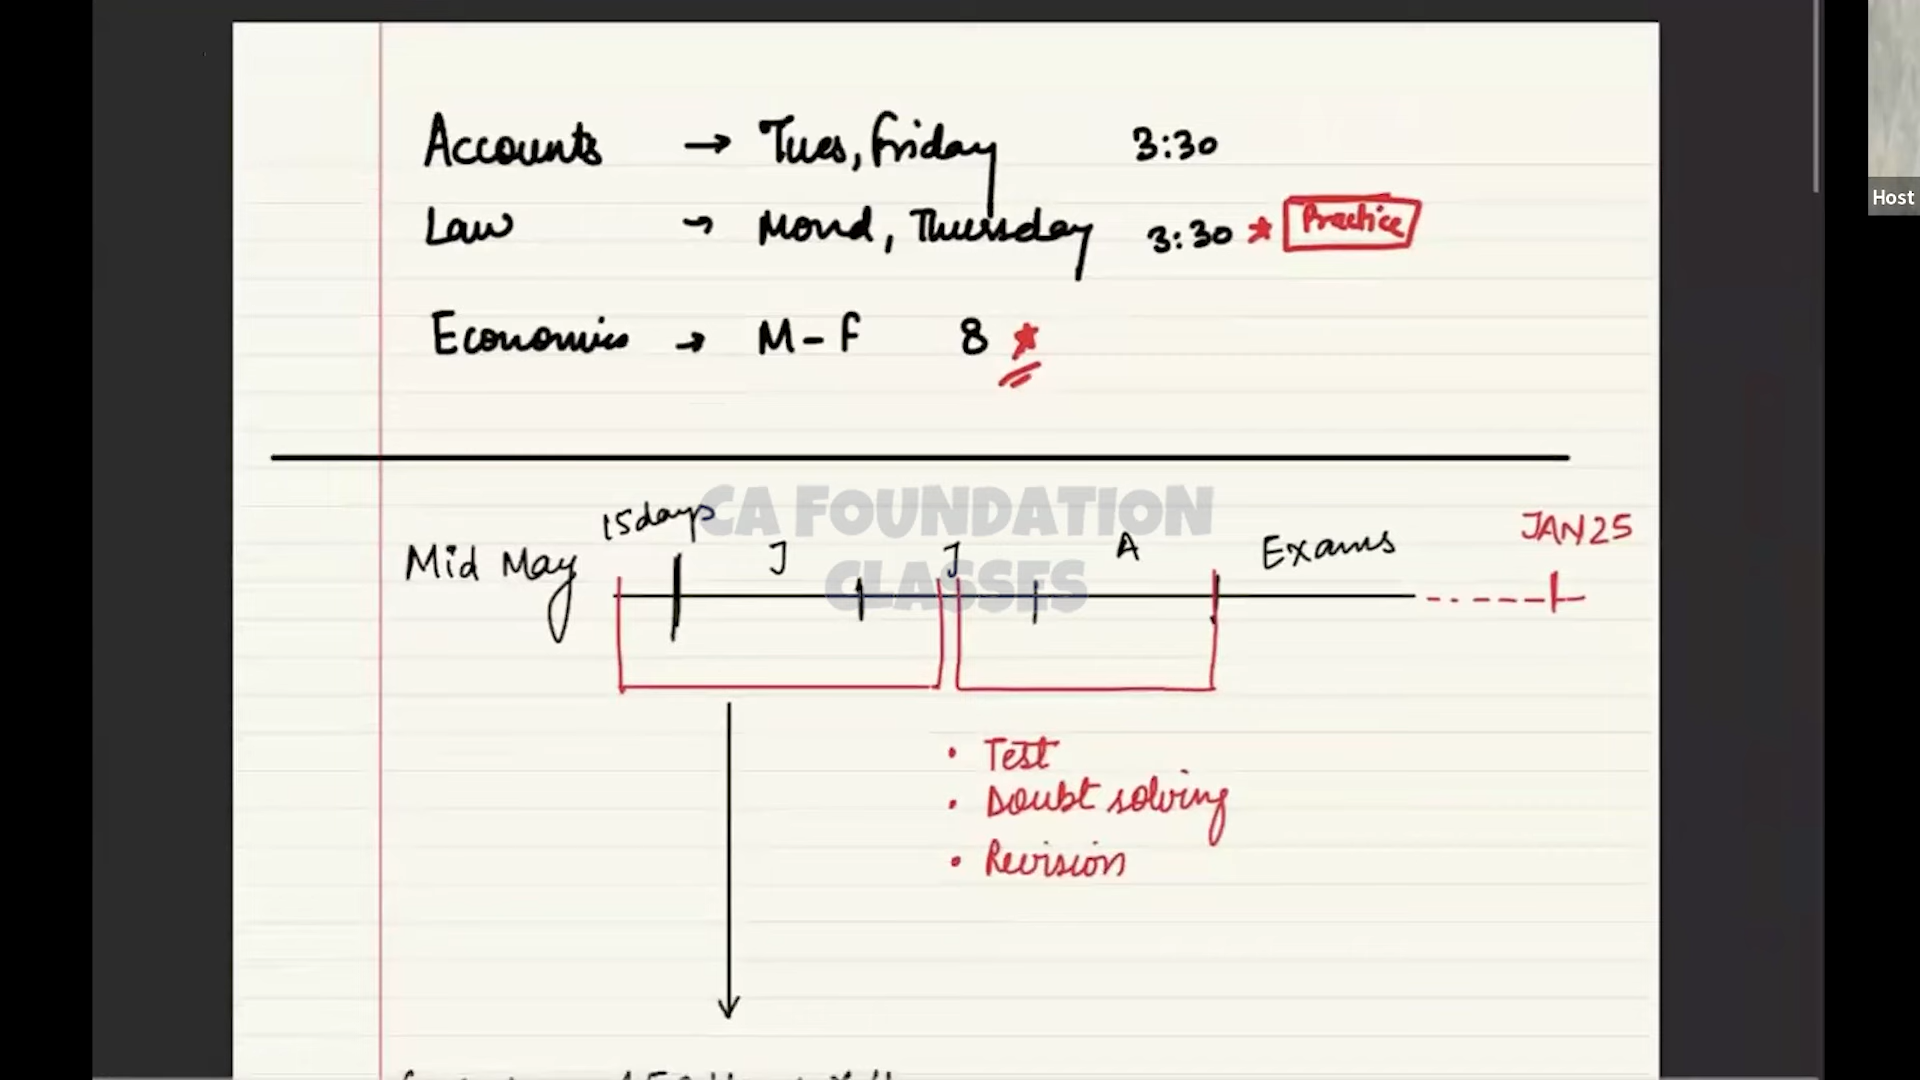 Accounts → Tues, Friday 3:30
Law → Mond, Thursday 3:30 ★ Practice
Economics → M-F 8 ★
CA FOUNDATION
CLASSES
Mid May 15days J J A Exams JAN25
• Test
• Doubt solving
• Revision
Host